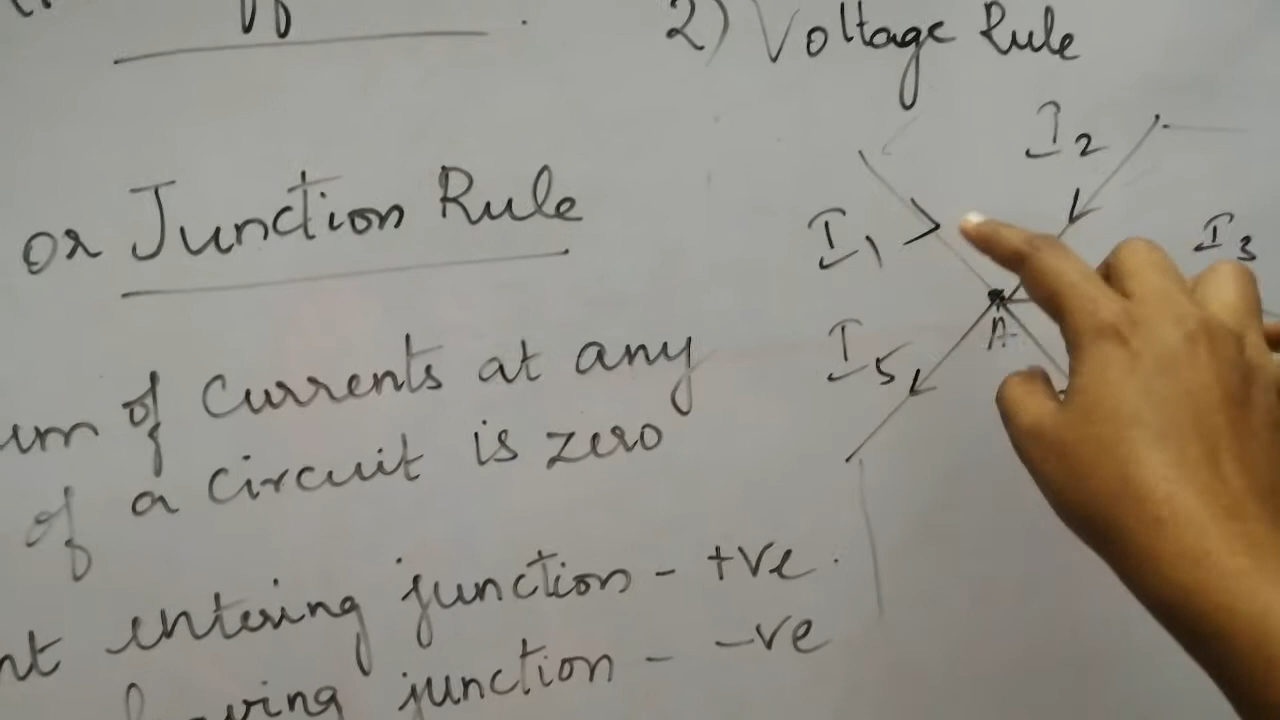 2) Voltage Rule
or Junction Rule
of currents at any
of a circuit is zero
entering junction - +ve
junction - -ve
I2
I1
I3
I5
A